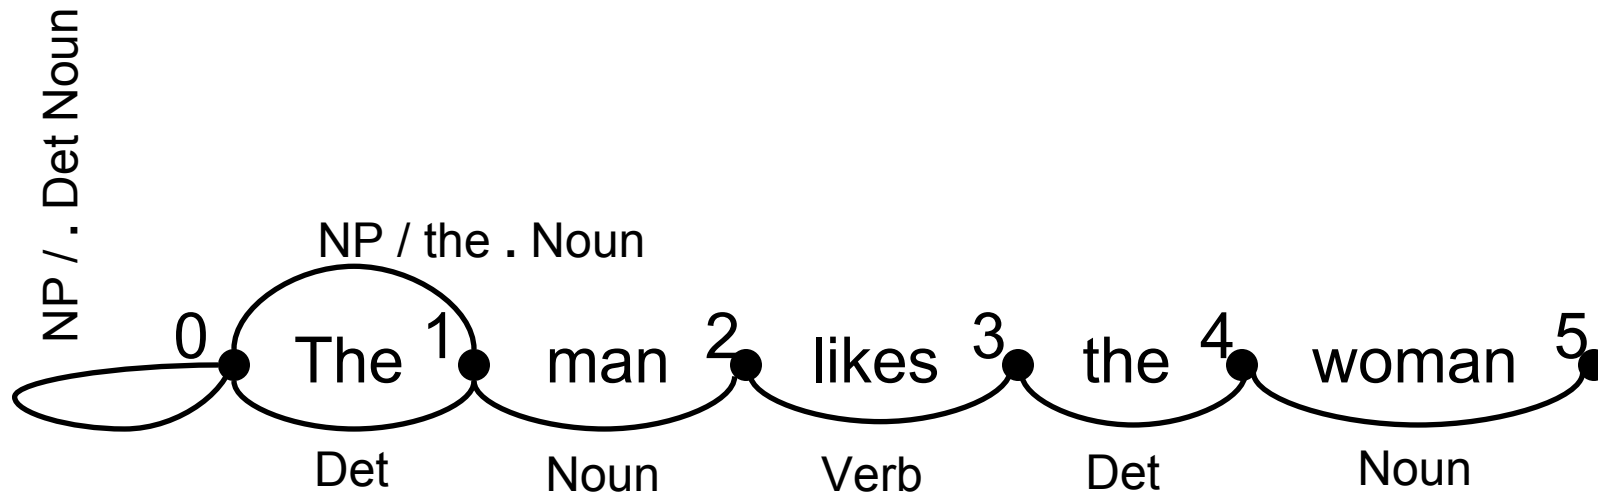 NP / . Det Noun
NP / the . Noun
0 The 1 man 2 likes 3 the 4 woman 5
Det Noun Verb Det Noun